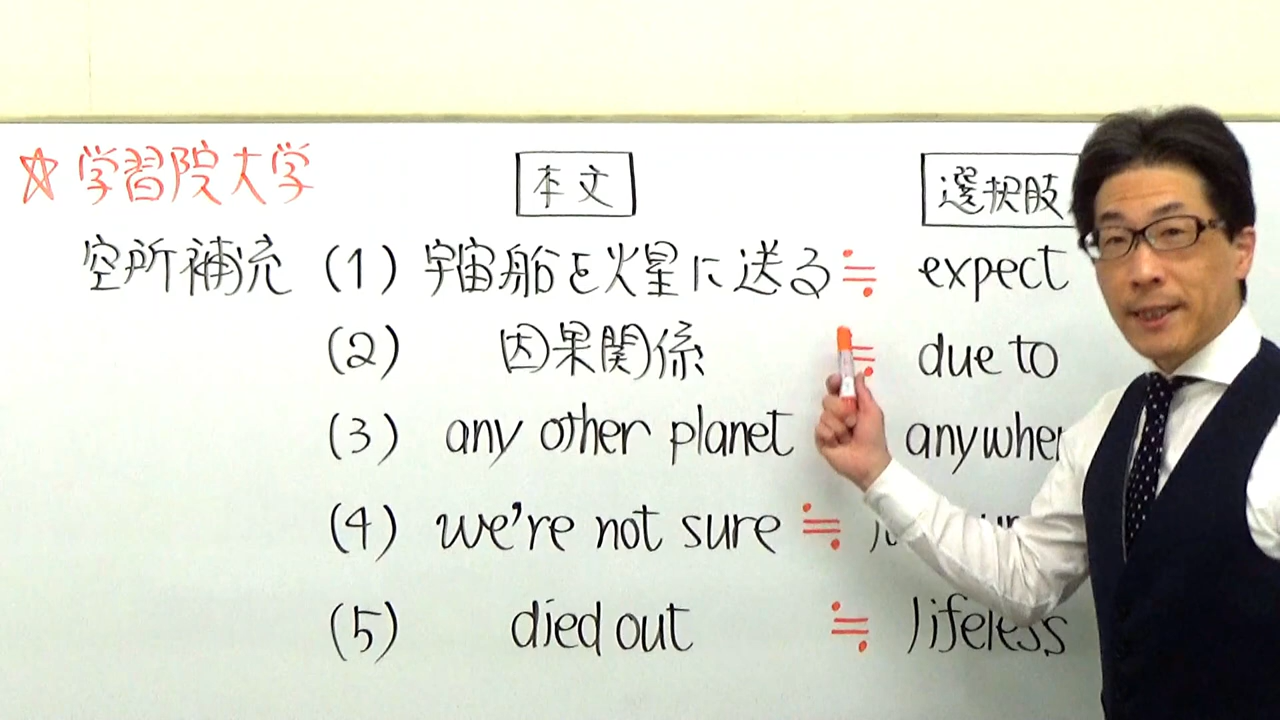 ☆ 学習院大学
本文 選択肢
空所補充 (1) 宇宙船を火星に送る ≒ expect
(2) 因果関係 ≒ due to
(3) any other planet
(4) we're not sure ≒
(5) died out ≒ lifeless